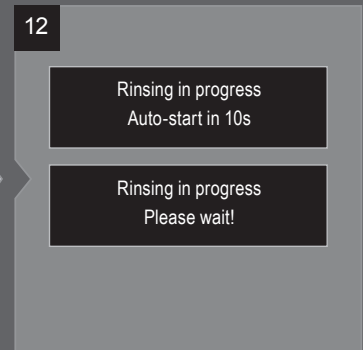 12
Rinsing in progress
Auto-start in 10s
Rinsing in progress
Please wait!